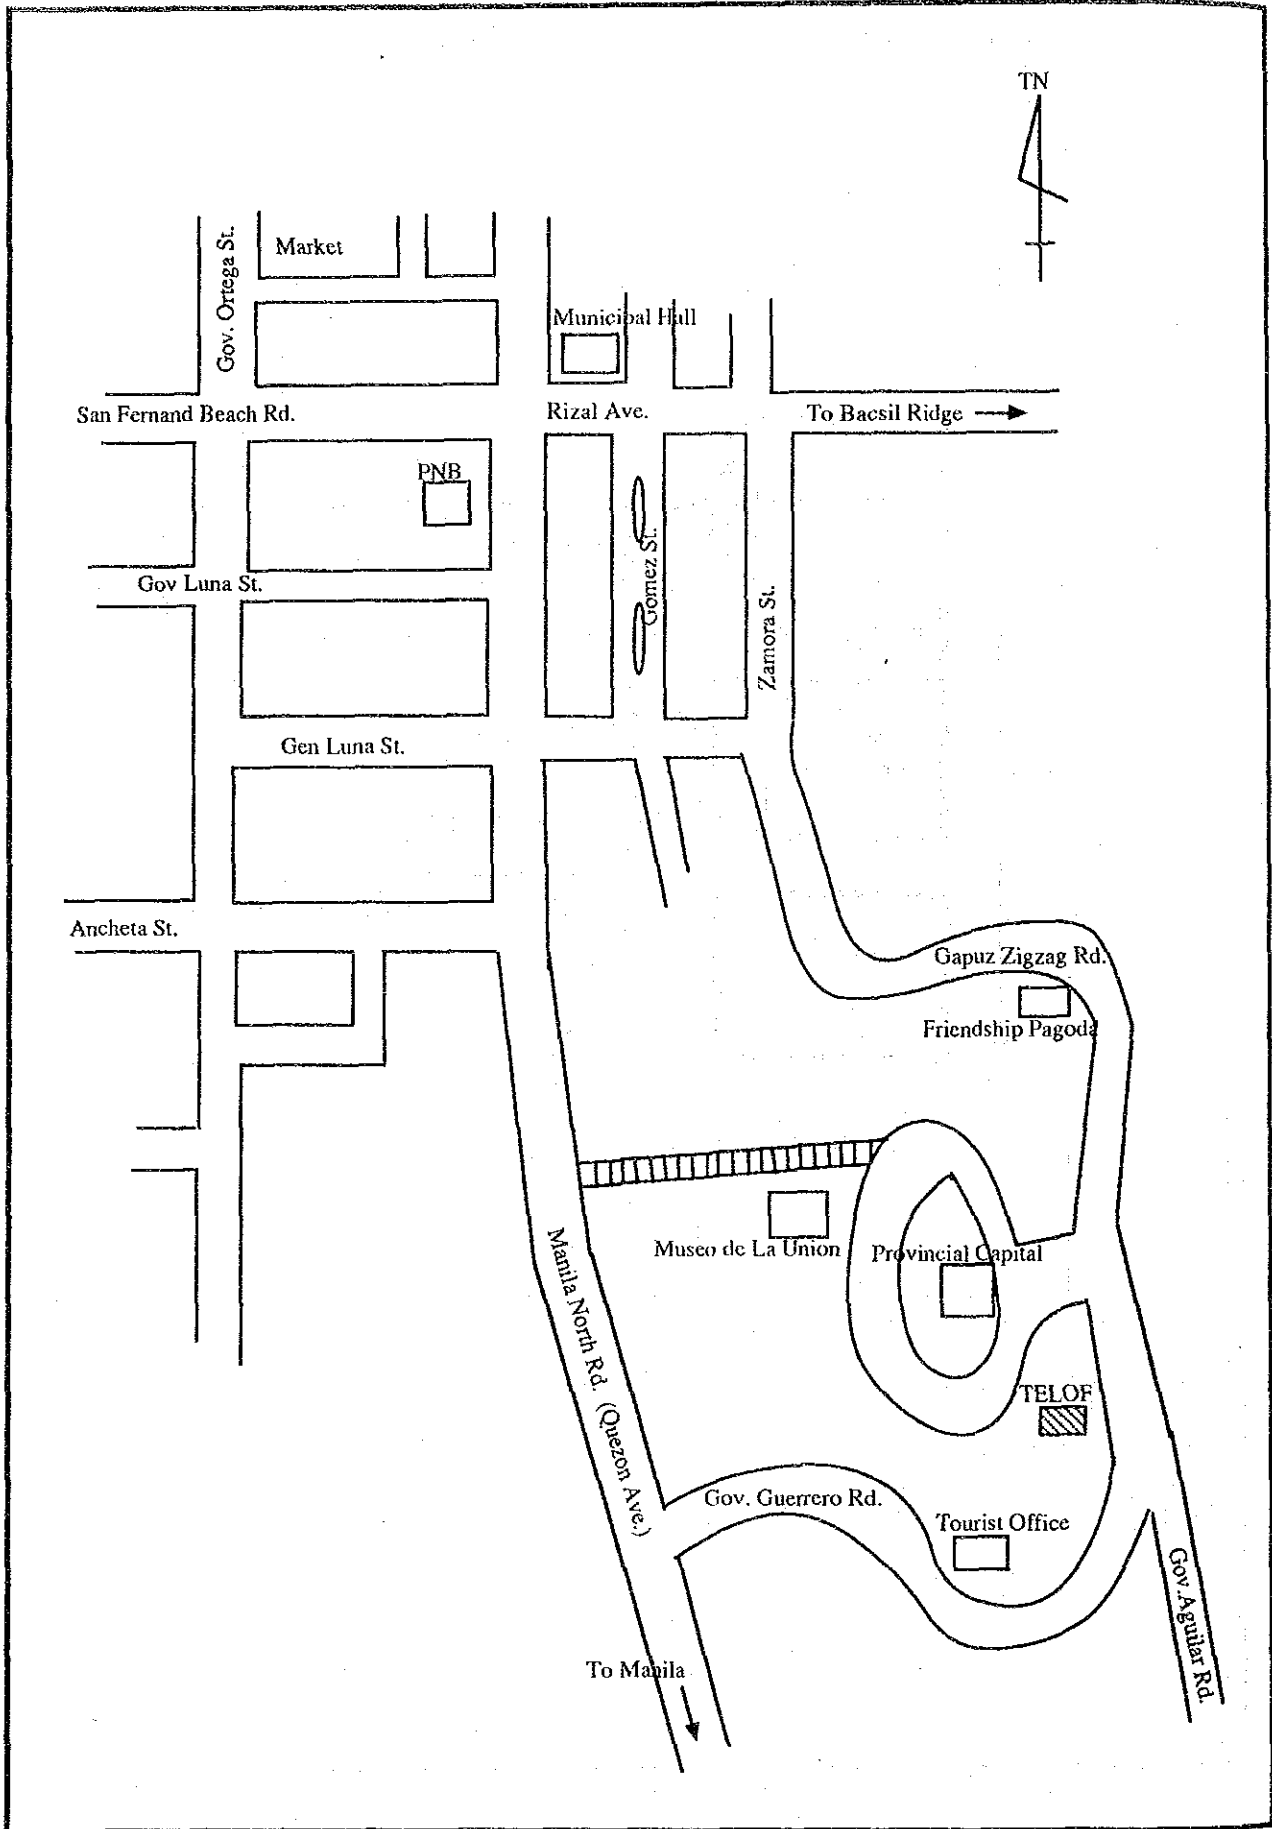 TN
Gov. Ortega St.
Market
Municipal Hall
San Fernand Beach Rd.
Rizal Ave.
To Bacsil Ridge
PNB
Gomez St.
Gov Luna St.
Zamora St.
Gen Luna St.
Ancheta St.
Gapuz Zigzag Rd.
Friendship Pagoda
Museo de La Union
Provincial Capital
Manila North Rd. (Quezon Ave.)
TELOF
Gov. Guerrero Rd.
Tourist Office
Gov.Aguilar Rd.
To Manila